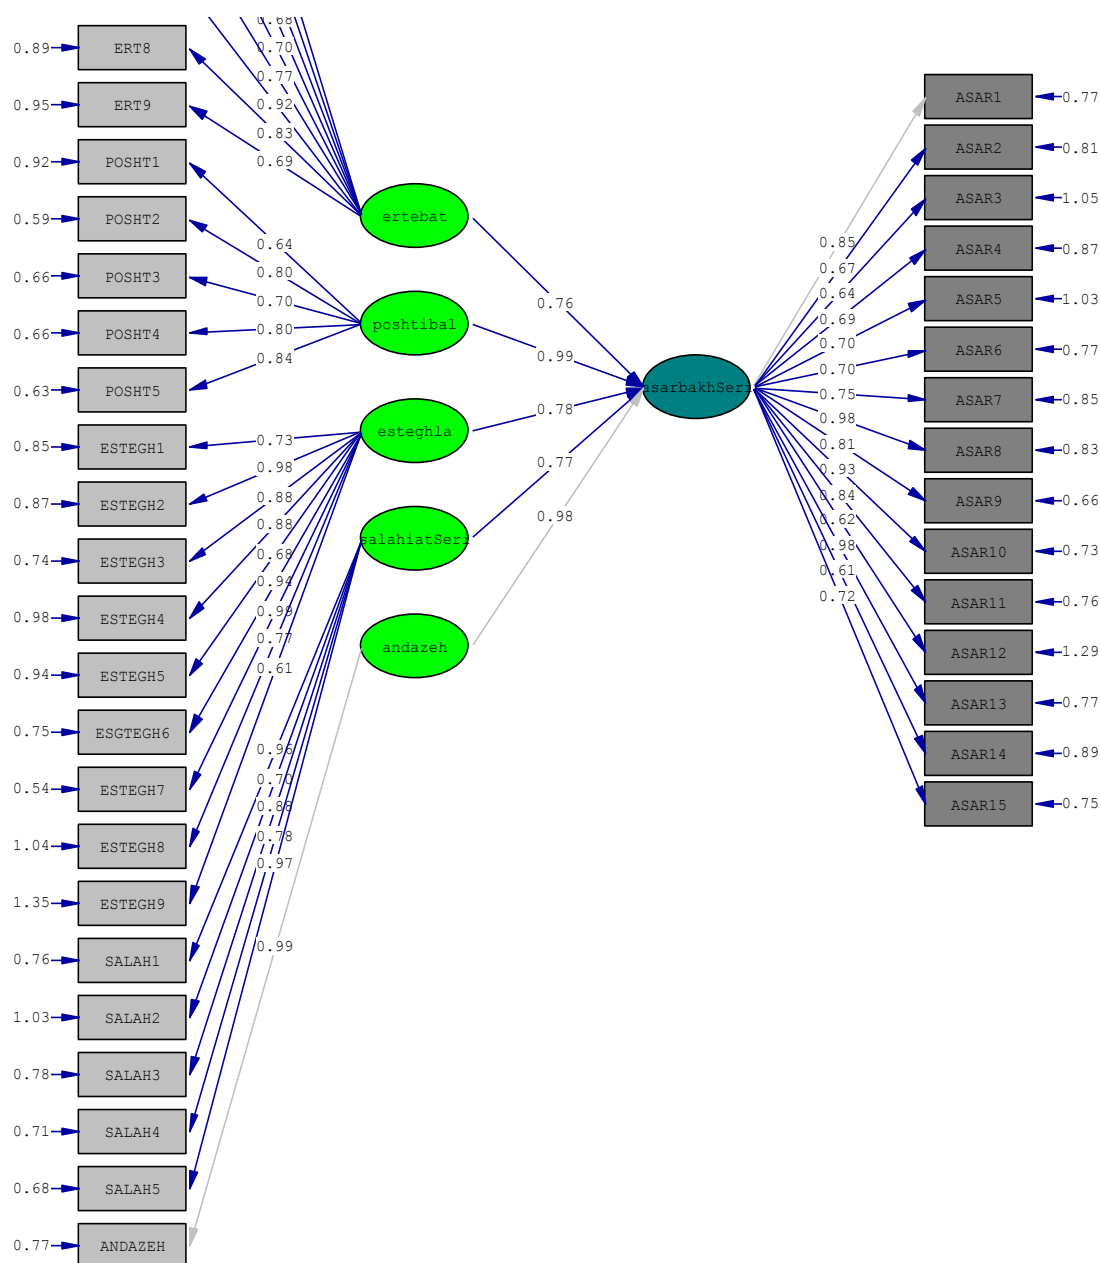 0.89 ERT8
0.95 ERT9
0.92 POSHT1
0.59 POSHT2
0.66 POSHT3
0.66 POSHT4
0.63 POSHT5
0.85 ESTEGH1
0.87 ESTEGH2
0.74 ESTEGH3
0.98 ESTEGH4
0.94 ESTEGH5
0.75 ESGTEGH6
0.54 ESTEGH7
1.04 ESTEGH8
1.35 ESTEGH9
0.76 SALAH1
1.03 SALAH2
0.78 SALAH3
0.71 SALAH4
0.68 SALAH5
0.77 ANDAZEH
0.68
0.70
0.77
0.92
0.83
0.69
0.64
0.80
0.70
0.80
0.84
0.73
0.98
0.88
0.88
0.68
0.94
0.99
0.77
0.61
0.96
0.70
0.88
0.78
0.97
0.99
ertebat
poshtibal
esteghla
salahiatSeri
andazeh
0.76
0.99
0.78
0.77
0.98
asarbakhSeri
0.85
0.67
0.64
0.69
0.70
0.70
0.75
0.98
0.81
0.93
0.84
0.62
0.98
0.61
0.72
ASAR1 0.77
ASAR2 0.81
ASAR3 1.05
ASAR4 0.87
ASAR5 1.03
ASAR6 0.77
ASAR7 0.85
ASAR8 0.83
ASAR9 0.66
ASAR10 0.73
ASAR11 0.76
ASAR12 1.29
ASAR13 0.77
ASAR14 0.89
ASAR15 0.75